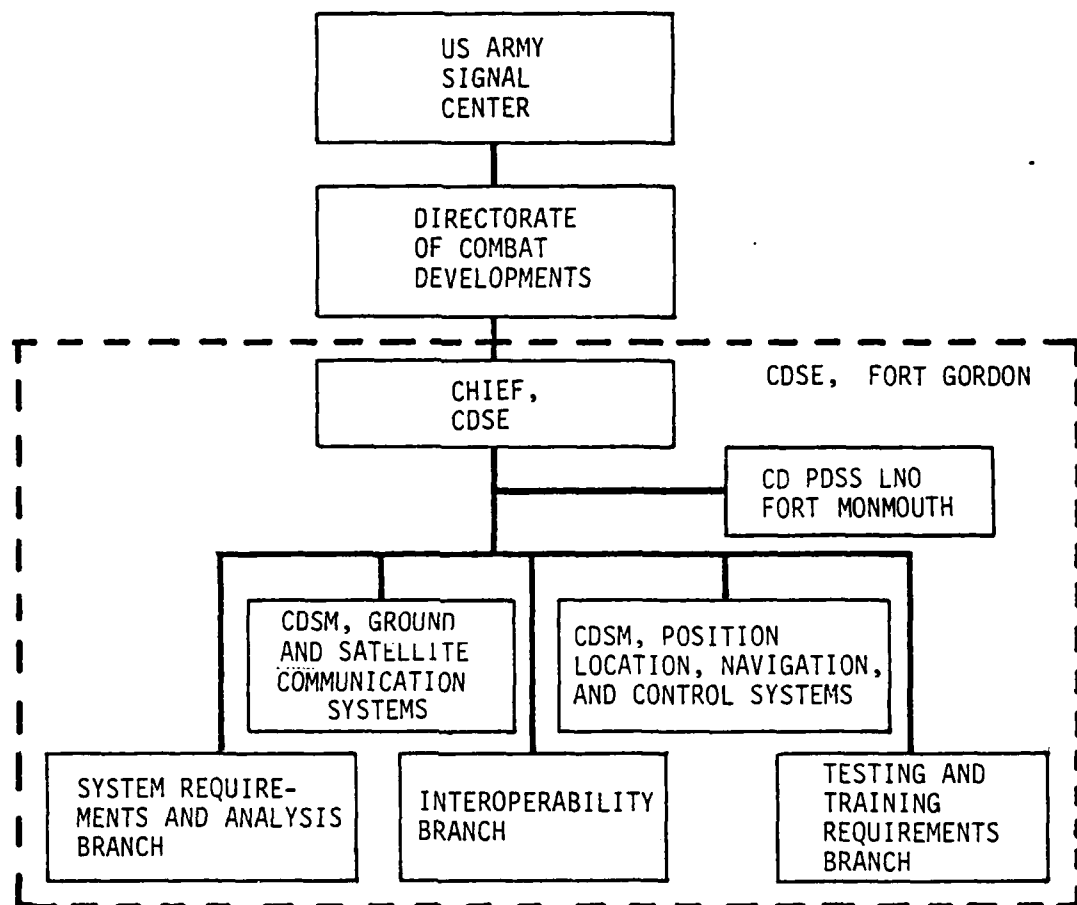 US ARMY
SIGNAL
CENTER
DIRECTORATE
OF COMBAT
DEVELOPMENTS
CHIEF,
CDSE
CDSE, FORT GORDON
CD PDSS LNO
FORT MONMOUTH
CDSM, GROUND
AND SATELLITE
COMMUNICATION
SYSTEMS
CDSM, POSITION
LOCATION, NAVIGATION,
AND CONTROL SYSTEMS
SYSTEM REQUIRE-
MENTS AND ANALYSIS
BRANCH
INTEROPERABILITY
BRANCH
TESTING AND
TRAINING
REQUIREMENTS
BRANCH